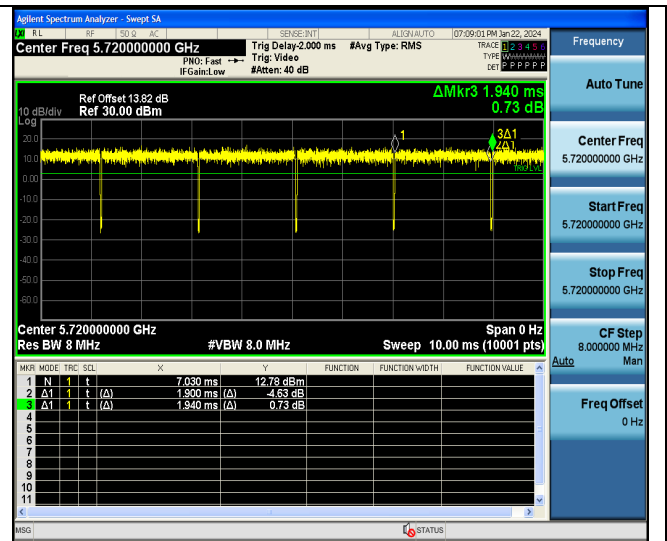 Agilent Spectrum Analyzer - Swept SA
RL RF 50 Ω AC SENSE:INT ALIGNAUTO 07:09:01 PM Jan 22, 2024
Center Freq 5.720000000 GHz
PNO: Fast
IFGain:Low
Trig Delay-2.000 ms
Trig: Video
#Atten: 40 dB
#Avg Type: RMS
TRACE 1 2 3 4 5 6
TYPE
DET P P P P P P
ΔMkr3 1.940 ms
0.73 dB
Ref Offset 13.82 dB
10 dB/div Ref 30.00 dBm
Log
20.0
10.0
0.00
-10.0
-20.0
-30.0
-40.0
-50.0
-60.0
1
3Δ1
2Δ1
TRIG LVL
Center 5.720000000 GHz Span 0 Hz
Res BW 8 MHz #VBW 8.0 MHz Sweep 10.00 ms (10001 pts)
MKR MODE TRC SCL X Y FUNCTION FUNCTION WIDTH FUNCTION VALUE
1 N 1 t 7.030 ms 12.78 dBm
2 Δ1 1 t (Δ) 1.900 ms (Δ) -4.63 dB
3 Δ1 1 t (Δ) 1.940 ms (Δ) 0.73 dB
4
5
6
7
8
9
10
11
MSG STATUS
Frequency
Auto Tune
Center Freq
5.720000000 GHz
Start Freq
5.720000000 GHz
Stop Freq
5.720000000 GHz
CF Step
8.000000 MHz
Auto Man
Freq Offset
0 Hz